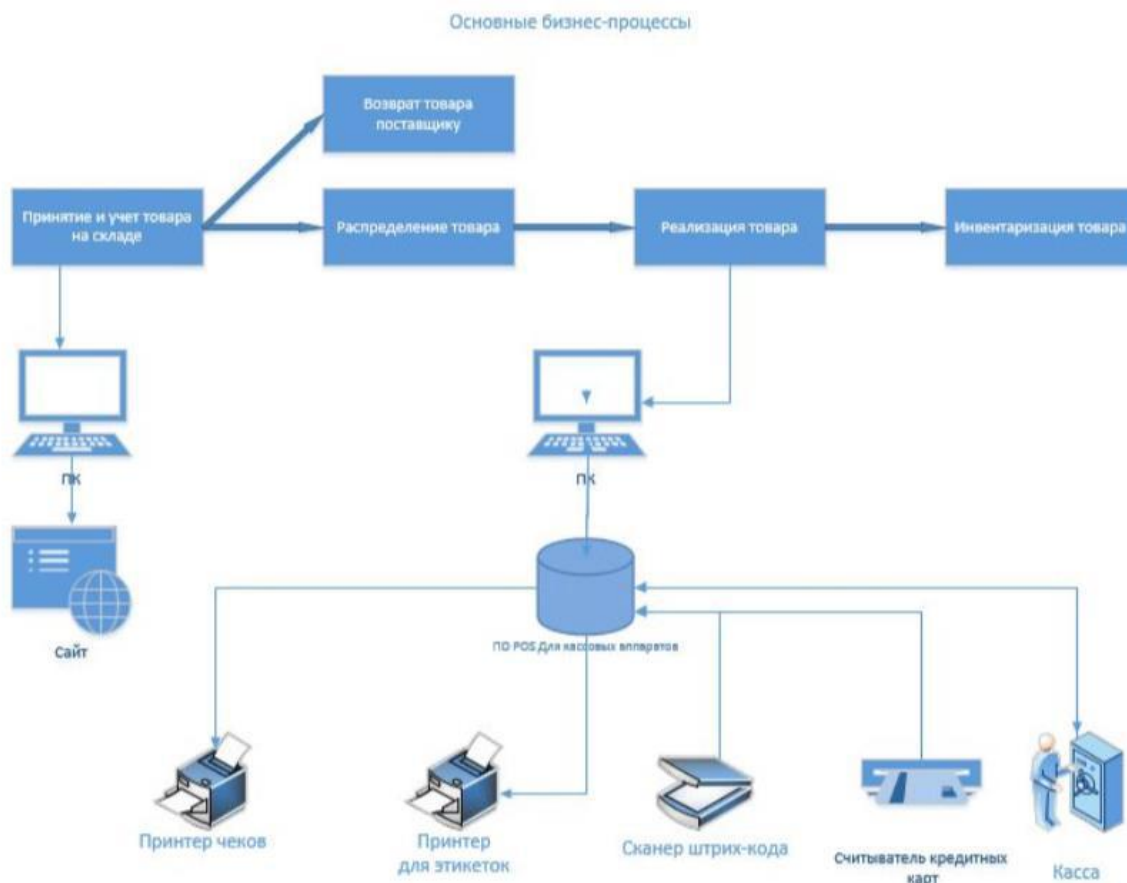 Основные бизнес-процессы
Возврат товара
поставщику
Принятие и учет товара
на складе
Распределение товара
Реализация товара
Инвентаризация товара
ПК
ПК
Сайт
ПО POS Для кассовых аппаратов
Принтер чеков
Принтер
для этикеток
Сканер штрих-кода
Считыватель кредитных
карт
Касса